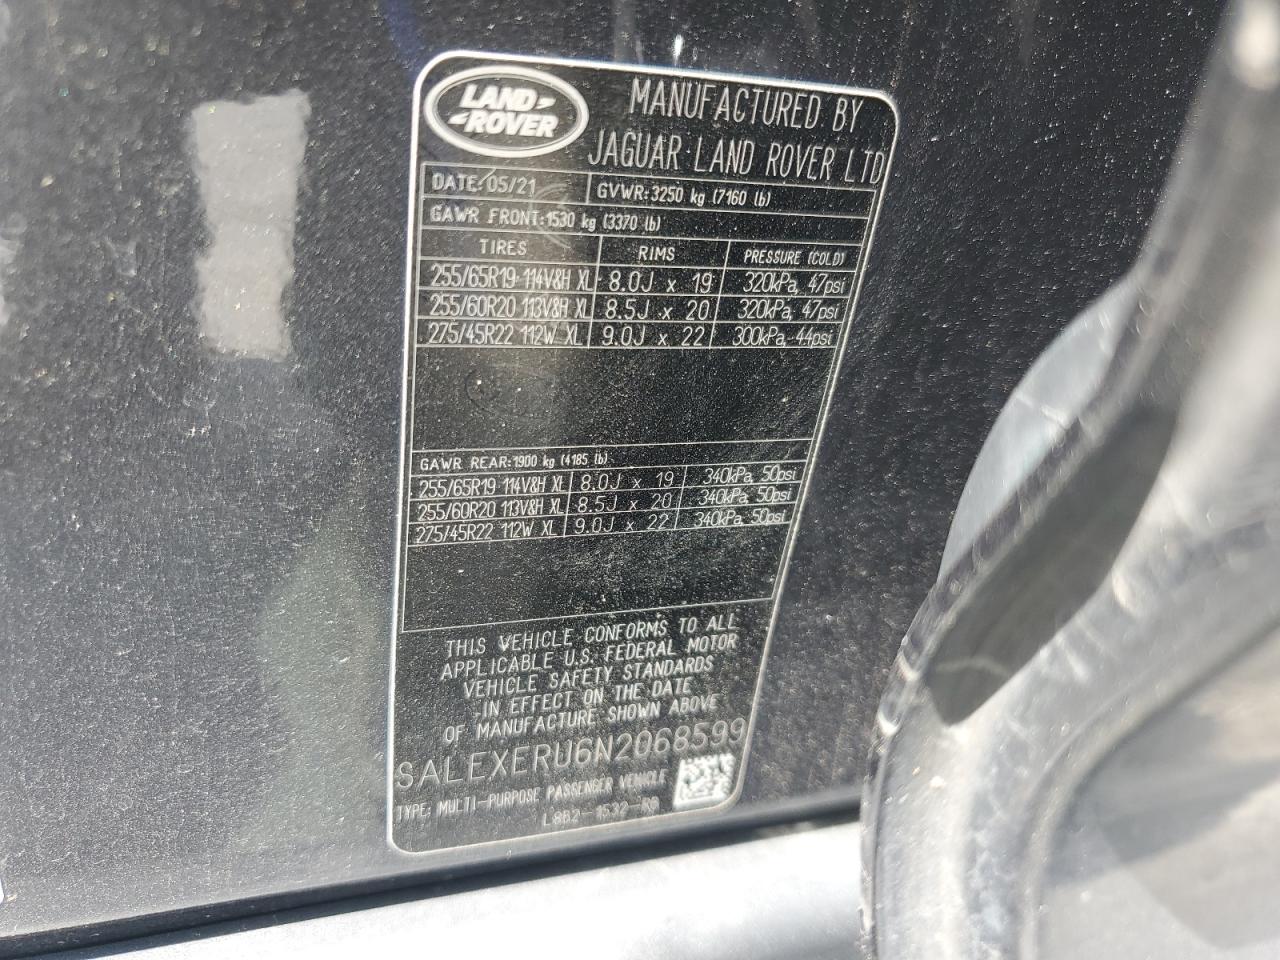 LAND ROVER
MANUFACTURED BY
JAGUAR LAND ROVER LTD
DATE: 05/21 GVWR: 3250 kg (7160 lb)
GAWR FRONT: 1530 kg (3370 lb)
TIRES RIMS PRESSURE (COLD)
255/65R19 114V&H XL 8.0J x 19 320kPa, 47psi
255/60R20 113V&H XL 8.5J x 20 320kPa, 47psi
275/45R22 112W XL 9.0J x 22 300kPa, 44psi
GAWR REAR: 1900 kg (4185 lb)
255/65R19 114V&H XL 8.0J x 19 340kPa, 50psi
255/60R20 113V&H XL 8.5J x 20 340kPa, 50psi
275/45R22 112W XL 9.0J x 22 340kPa, 50psi
THIS VEHICLE CONFORMS TO ALL
APPLICABLE U.S. FEDERAL MOTOR
VEHICLE SAFETY STANDARDS
IN EFFECT ON THE DATE
OF MANUFACTURE SHOWN ABOVE
SALEXERU6N2068599
TYPE: MULTI-PURPOSE PASSENGER VEHICLE